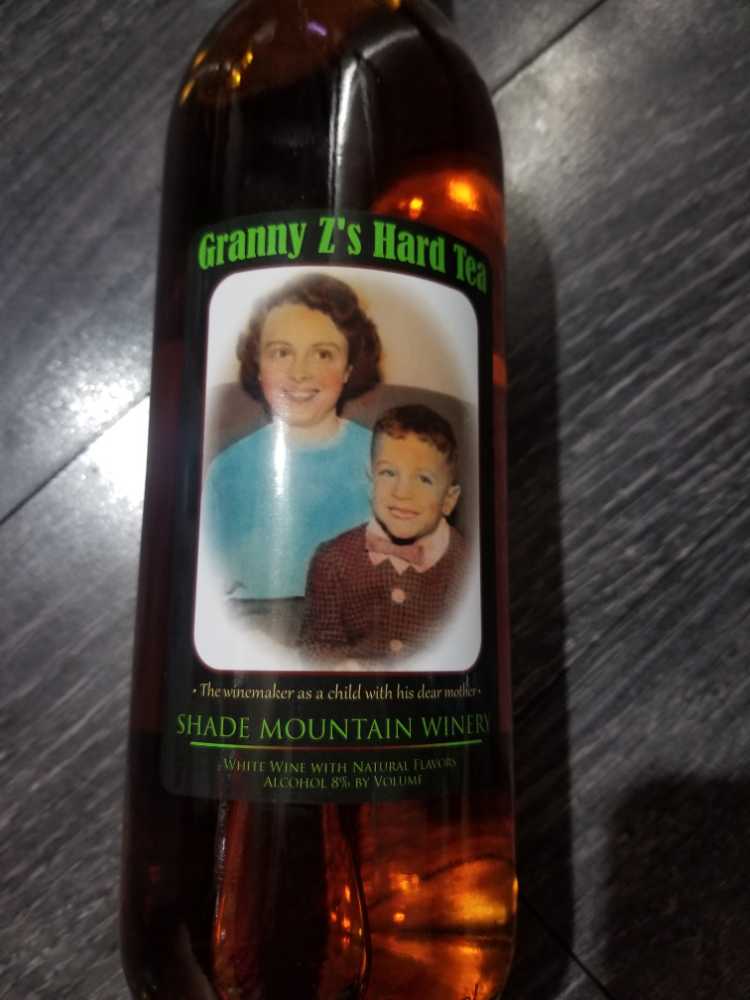 Granny Z's Hard Tea
• The winemaker as a child with his dear mother •
SHADE MOUNTAIN WINERY
WHITE WINE WITH NATURAL FLAVORS
ALCOHOL 8% BY VOLUME